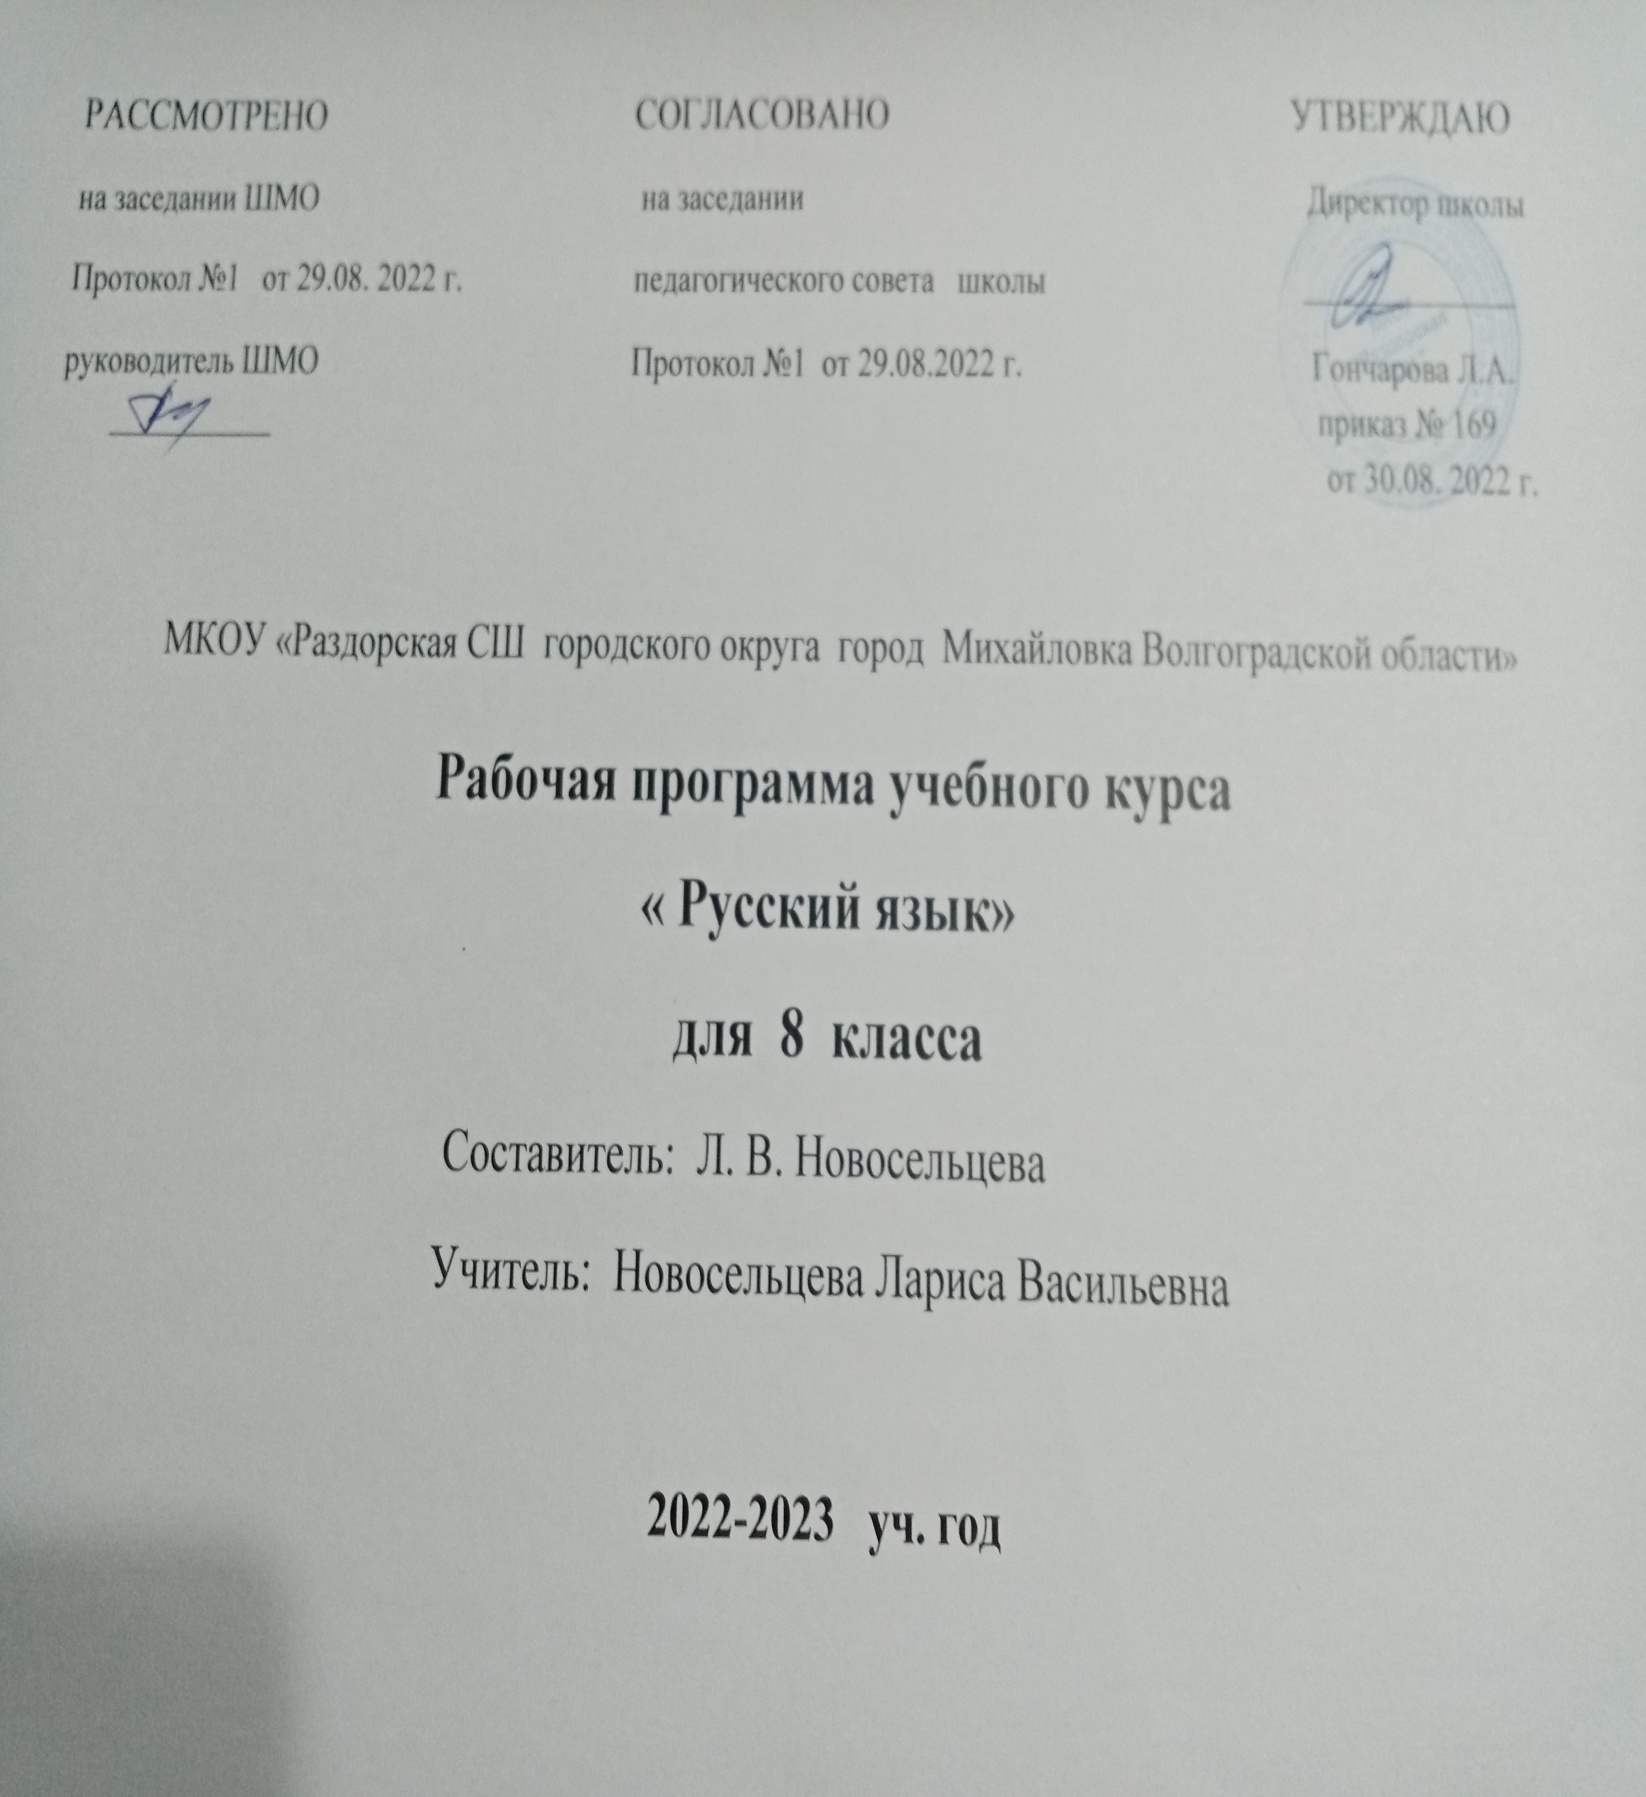 РАССМОТРЕНО
на заседании ШМО
Протокол №1 от 29.08. 2022 г.
руководитель ШМО
СОГЛАСОВАНО
на заседании
педагогического совета школы
Протокол №1 от 29.08.2022 г.
УТВЕРЖДАЮ
Директор школы
Гончарова Л.А.
приказ № 169
от 30.08. 2022 г.
МКОУ «Раздорская СШ городского округа город Михайловка Волгоградской области»
Рабочая программа учебного курса
« Русский язык»
для 8 класса
Составитель: Л. В. Новосельцева
Учитель: Новосельцева Лариса Васильевна
2022-2023 уч. год